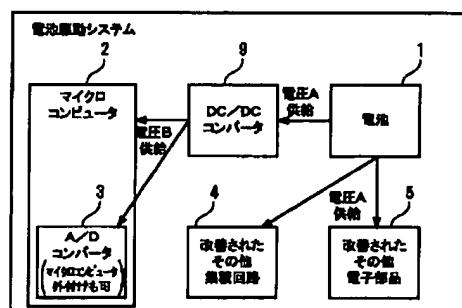 電池駆動システム
2
9
1
マイクロ
コンピュータ
DC/DC
コンバータ
電圧A
供給
電池
電圧B
供給
3
4
電圧A
供給
5
A/D
コンバータ
(マイクロコンピュータ
外付けも可)
改善された
その他
集積回路
改善された
その他
電子部品